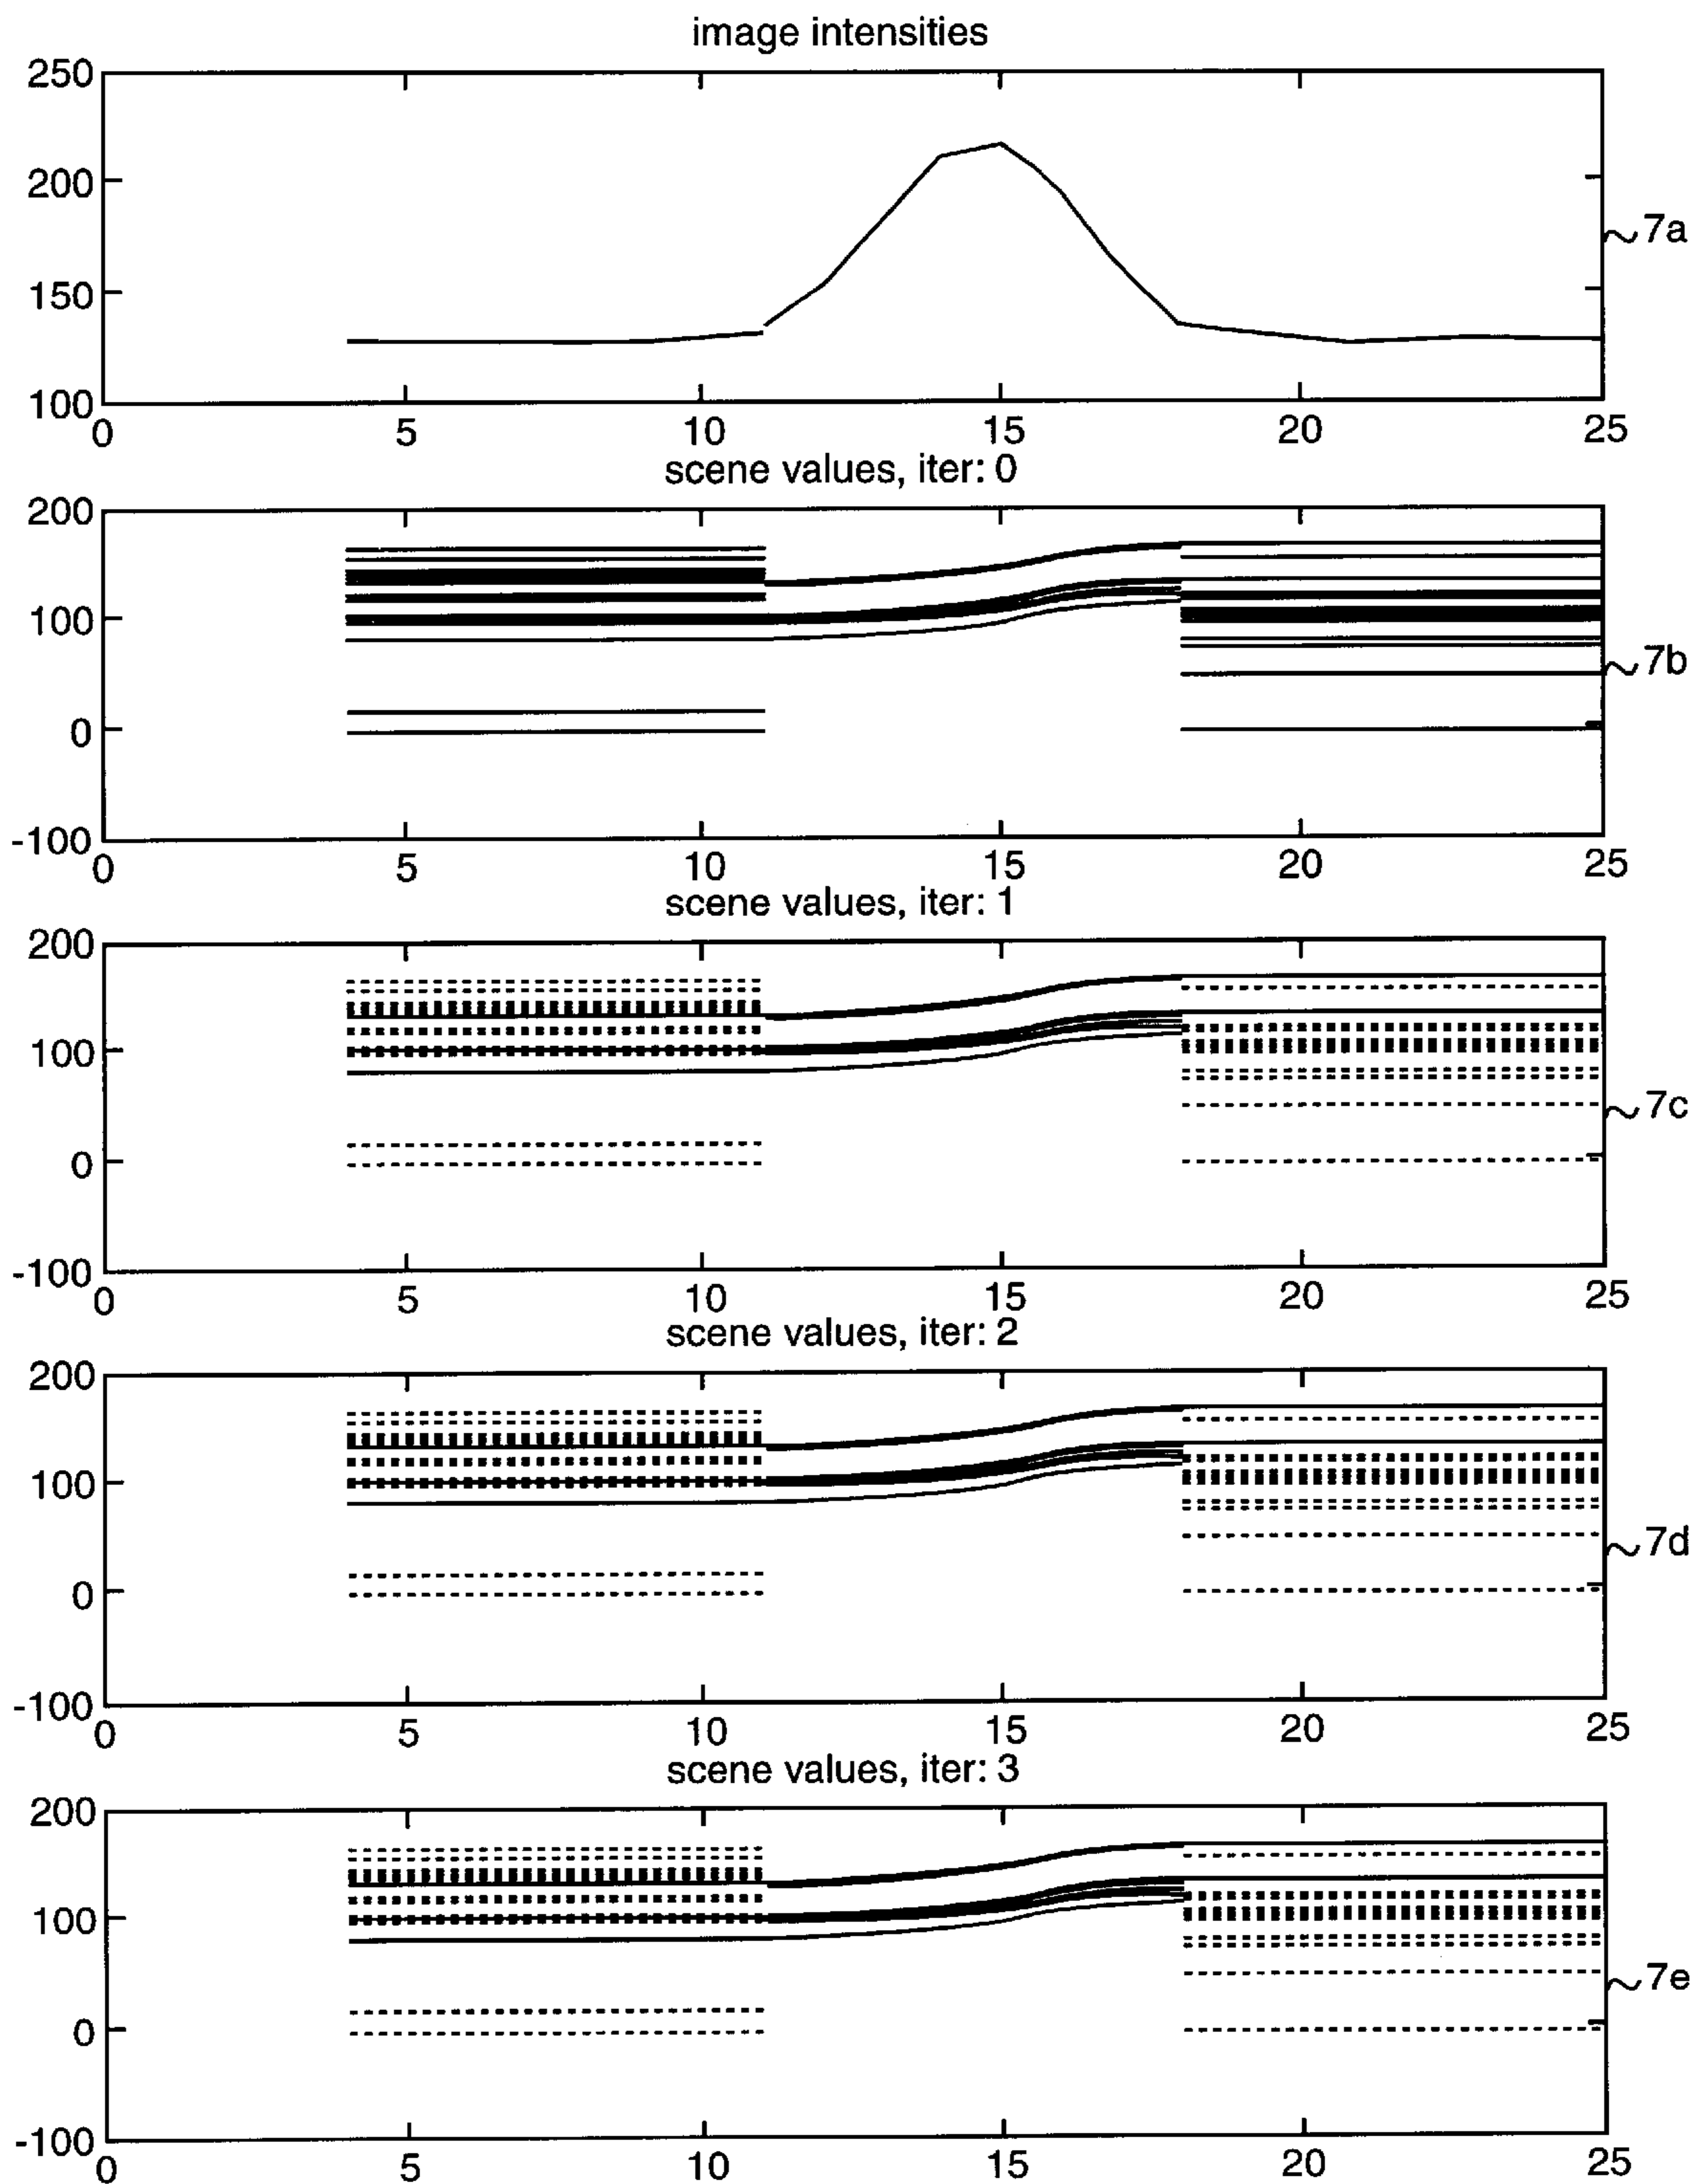 image intensities
250
200
150
100
0 5 10 15 20 25
7a
scene values, iter: 0
200
100
0
-100
0 5 10 15 20 25
7b
scene values, iter: 1
200
100
0
-100
0 5 10 15 20 25
7c
scene values, iter: 2
200
100
0
-100
0 5 10 15 20 25
7d
scene values, iter: 3
200
100
0
-100
0 5 10 15 20 25
7e